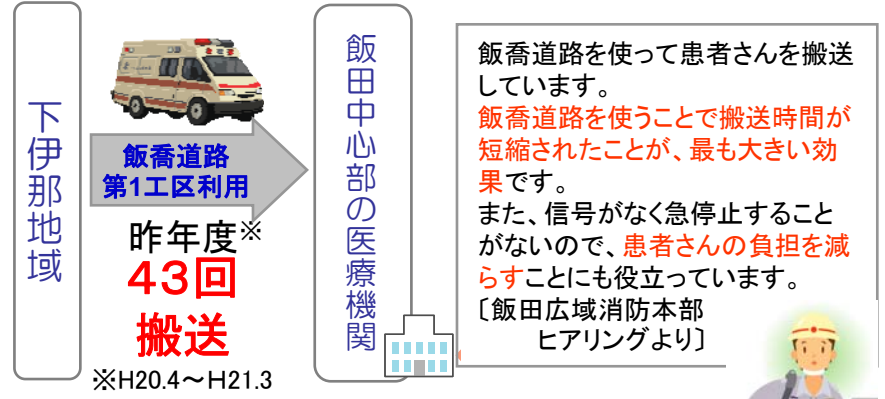 下伊那地域
飯喬道路
第1工区利用
昨年度※
43回
搬送
※H20.4～H21.3
飯田中心部の医療機関
飯喬道路を使って患者さんを搬送
しています。
飯喬道路を使うことで搬送時間が
短縮されたことが、最も大きい効
果です。
また、信号がなく急停止すること
がないので、患者さんの負担を減
らすことにも役立っています。
〔飯田広域消防本部
ヒアリングより〕